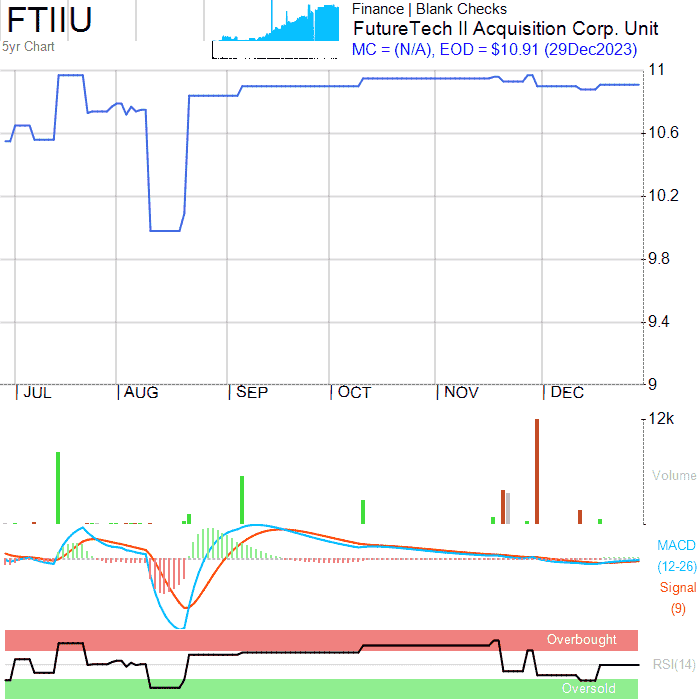 FTIIU
5yr Chart
Finance | Blank Checks
FutureTech II Acquisition Corp. Unit
MC = (N/A), EOD = $10.91 (29Dec2023)
11
10.6
10.2
9.8
9.4
9
JUL AUG SEP OCT NOV DEC
12k
Volume
MACD
(12-26)
Signal
(9)
Overbought
RSI(14)
Oversold